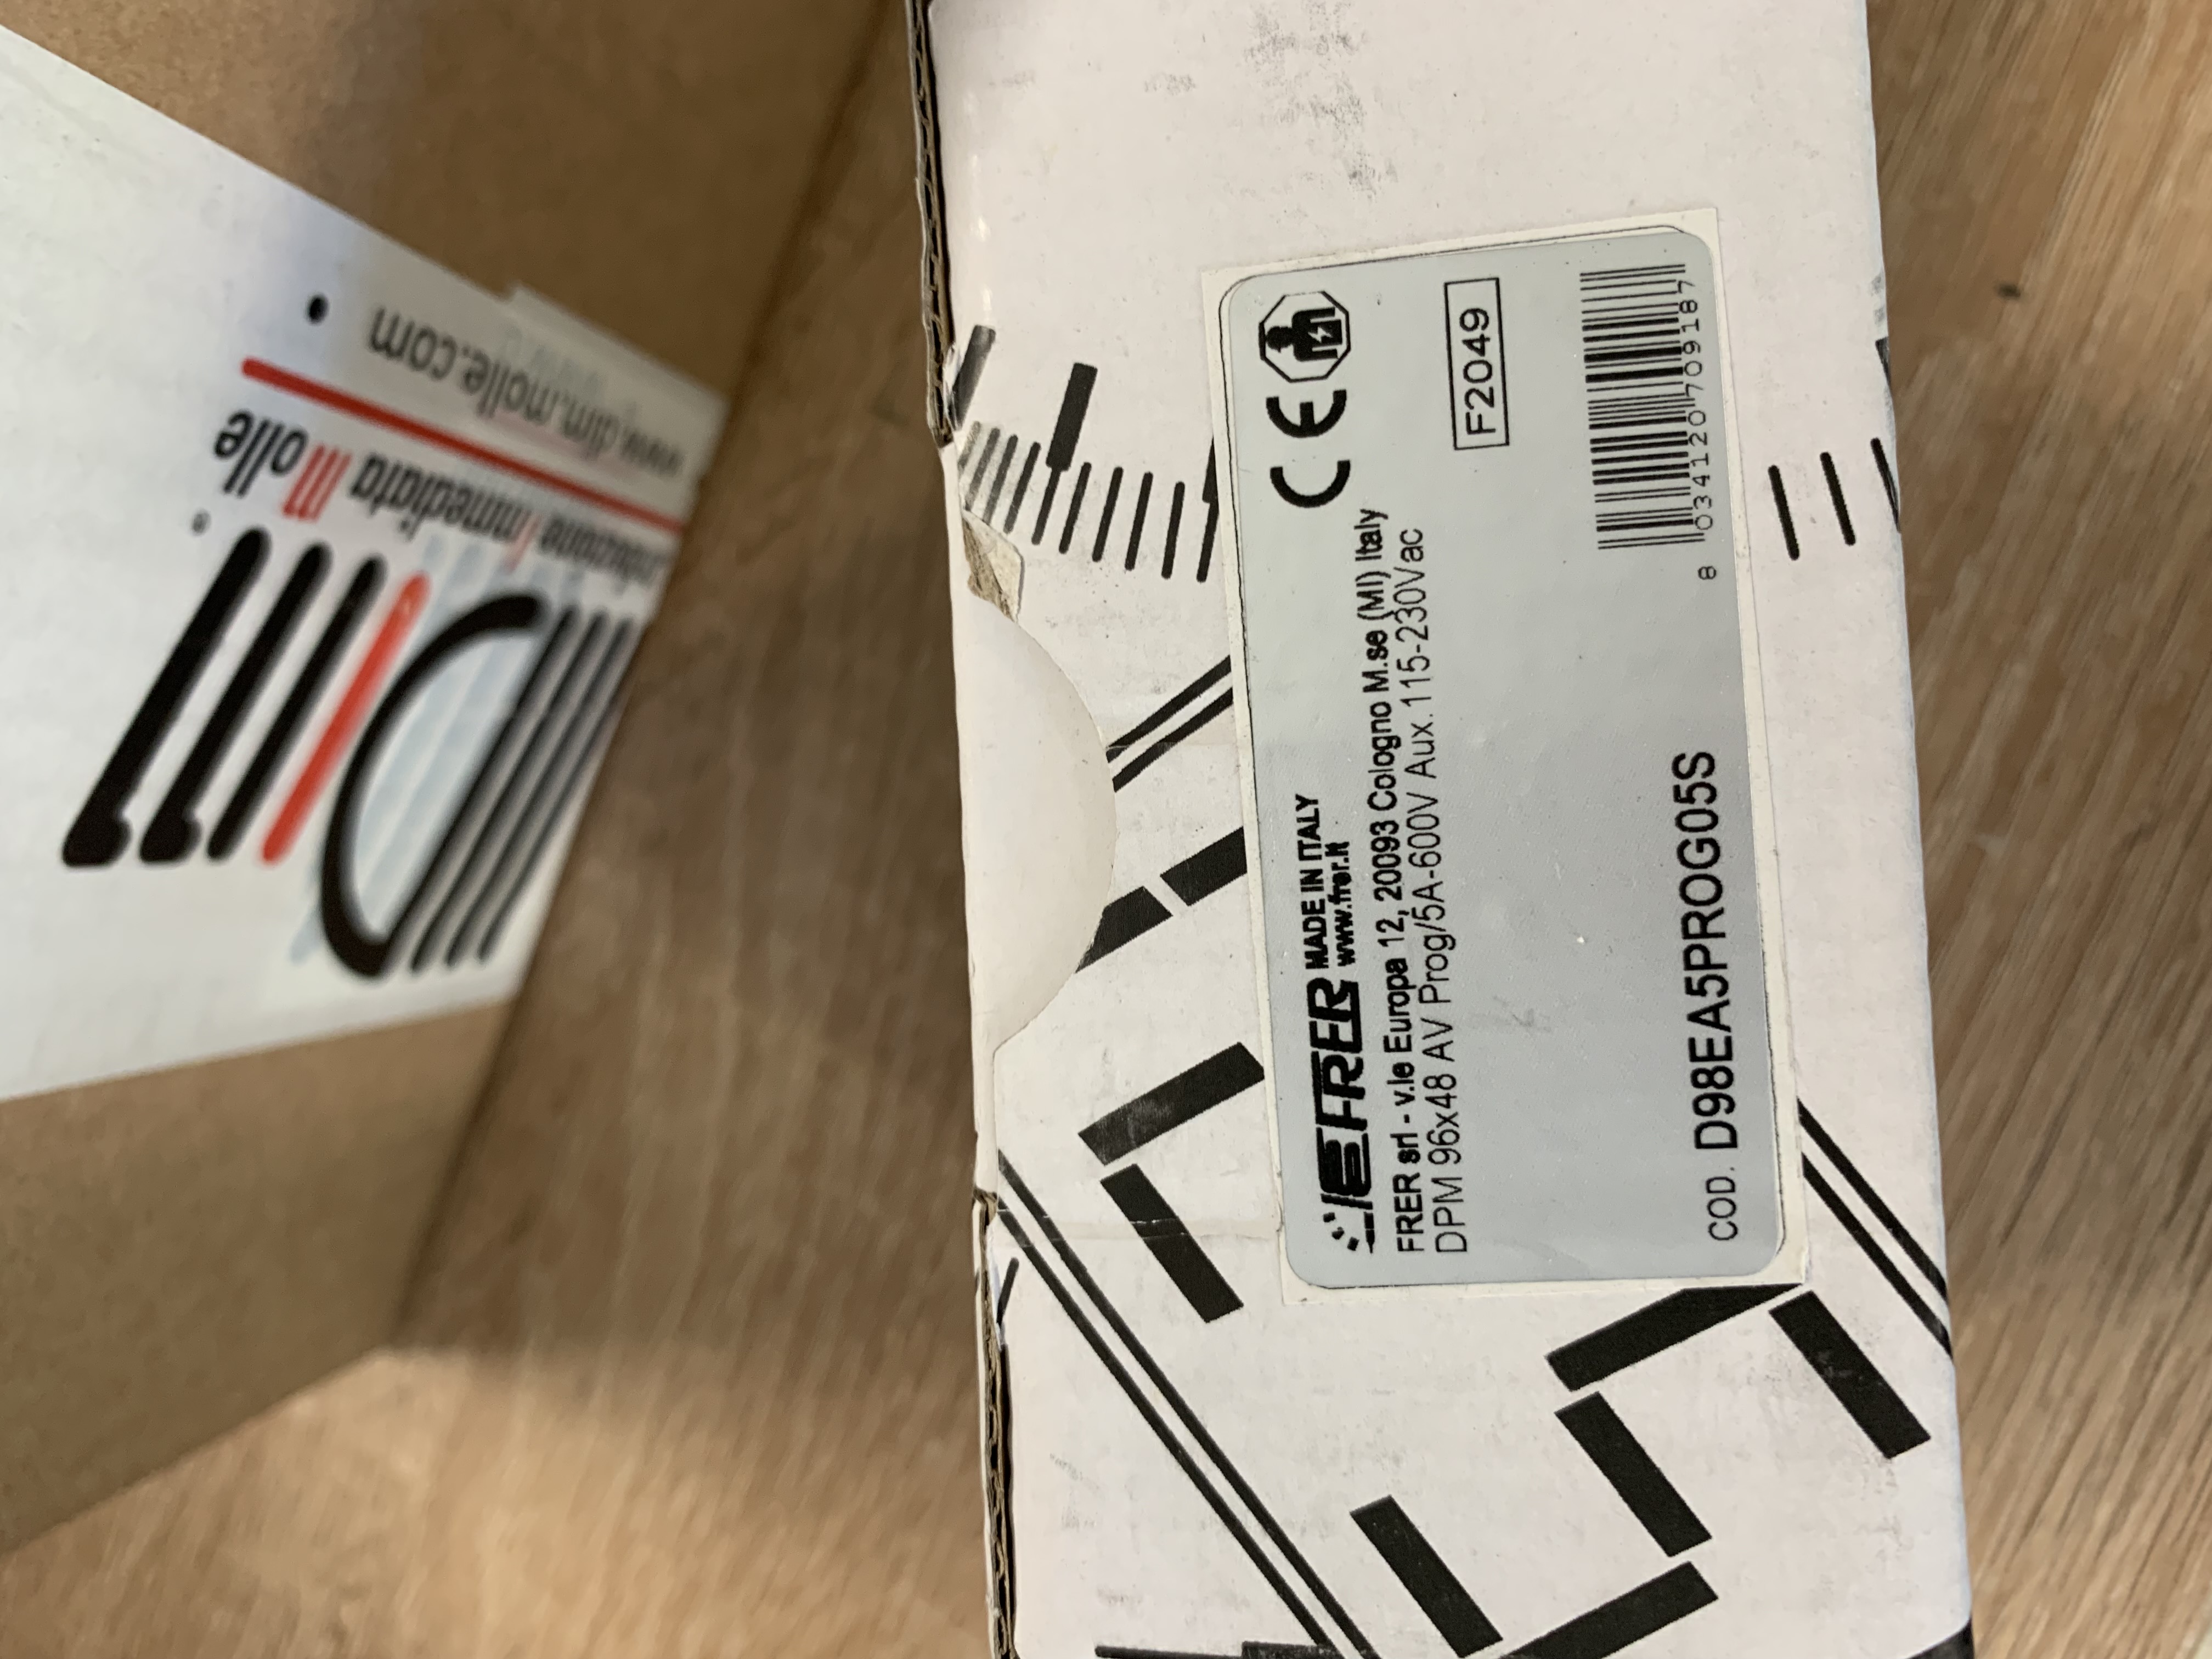 FRER MADE IN ITALY
www.frer.it
FRER srl - v.le Europa 12, 20093 Cologno M.se (MI) Italy
DPM 96x48 AV Prog/5A-600V Aux. 115-230Vac
CE
F2049
COD. D98EA5PROG05S
8 034120 709187
DIM
immediata Molle
www.dim.molle.com